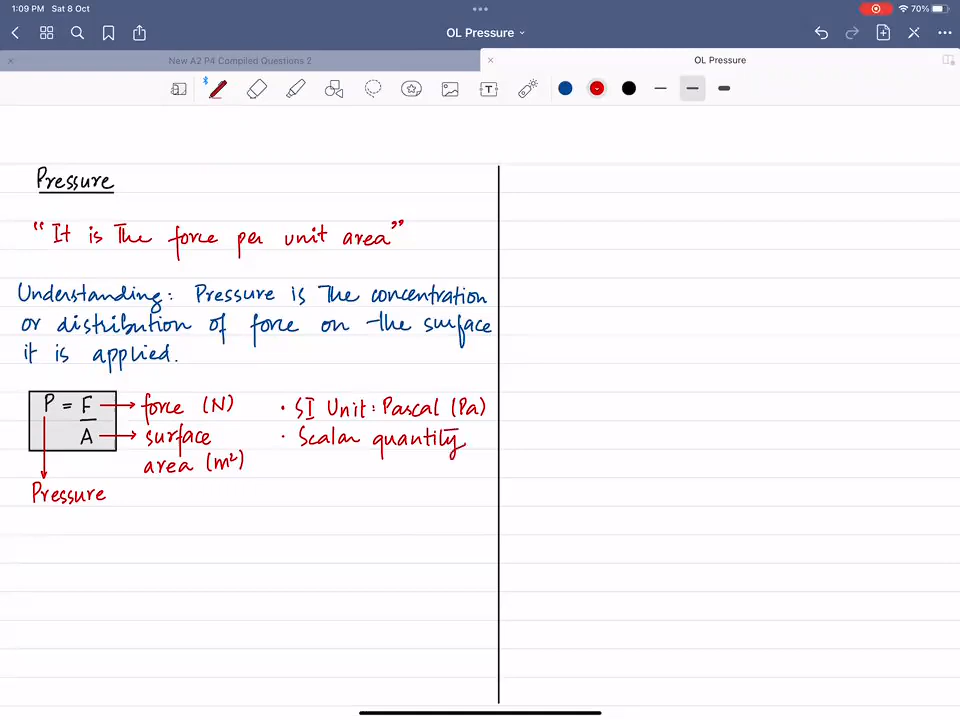 1:09 PM Sat 8 Oct
70%
OL Pressure
New A2 P4 Compiled Questions 2
OL Pressure
T
Pressure
"It is the force per unit area"
Understanding: Pressure is the concentration
or distribution of force on the surface
it is applied.
P = F → force (N)
A → surface
area (m²)
Pressure
• SI Unit: Pascal (Pa)
• Scalar quantity